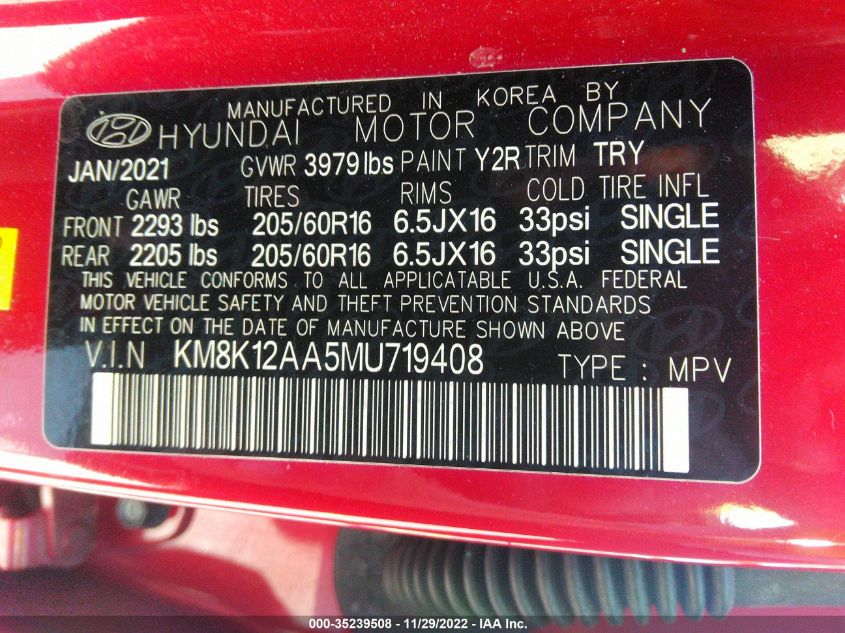 MANUFACTURED IN KOREA BY
HYUNDAI MOTOR COMPANY
JAN/2021 GVWR 3979 lbs PAINT Y2R TRIM TRY
GAWR TIRES RIMS COLD TIRE INFL
FRONT 2293 lbs 205/60R16 6.5JX16 33psi SINGLE
REAR 2205 lbs 205/60R16 6.5JX16 33psi SINGLE
THIS VEHICLE CONFORMS TO ALL APPLICATABLE U.S.A. FEDERAL
MOTOR VEHICLE SAFETY AND THEFT PREVENTION STANDARDS
IN EFFECT ON THE DATE OF MANUFACTURE SHOWN ABOVE
V.I.N KM8K12AA5MU719408 TYPE : MPV
000-35239508 | 11/29/2022 - IAA Inc.